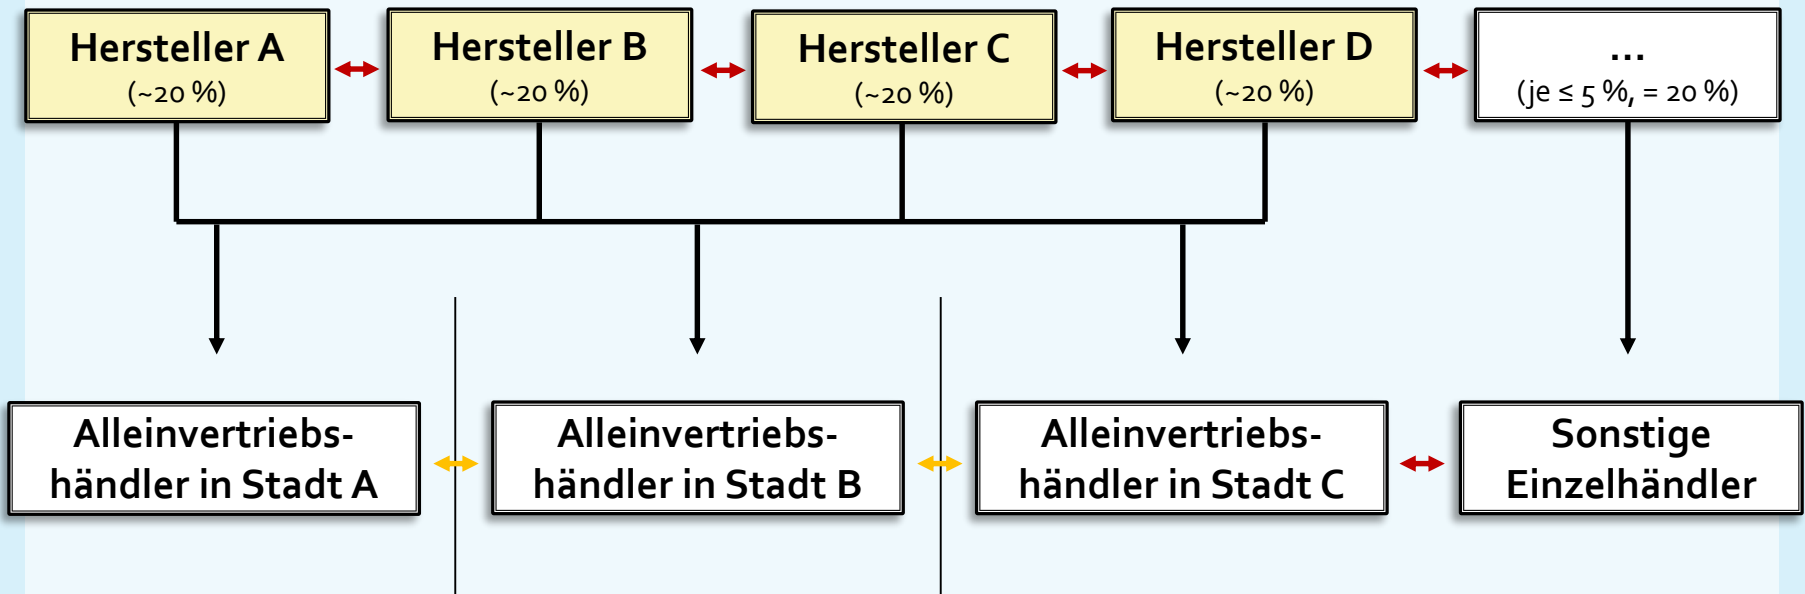 Hersteller A
(~20 %)
Hersteller B
(~20 %)
Hersteller C
(~20 %)
Hersteller D
(~20 %)
...
(je ≤ 5 %, = 20 %)
Alleinvertriebs-
händler in Stadt A
Alleinvertriebs-
händler in Stadt B
Alleinvertriebs-
händler in Stadt C
Sonstige
Einzelhändler